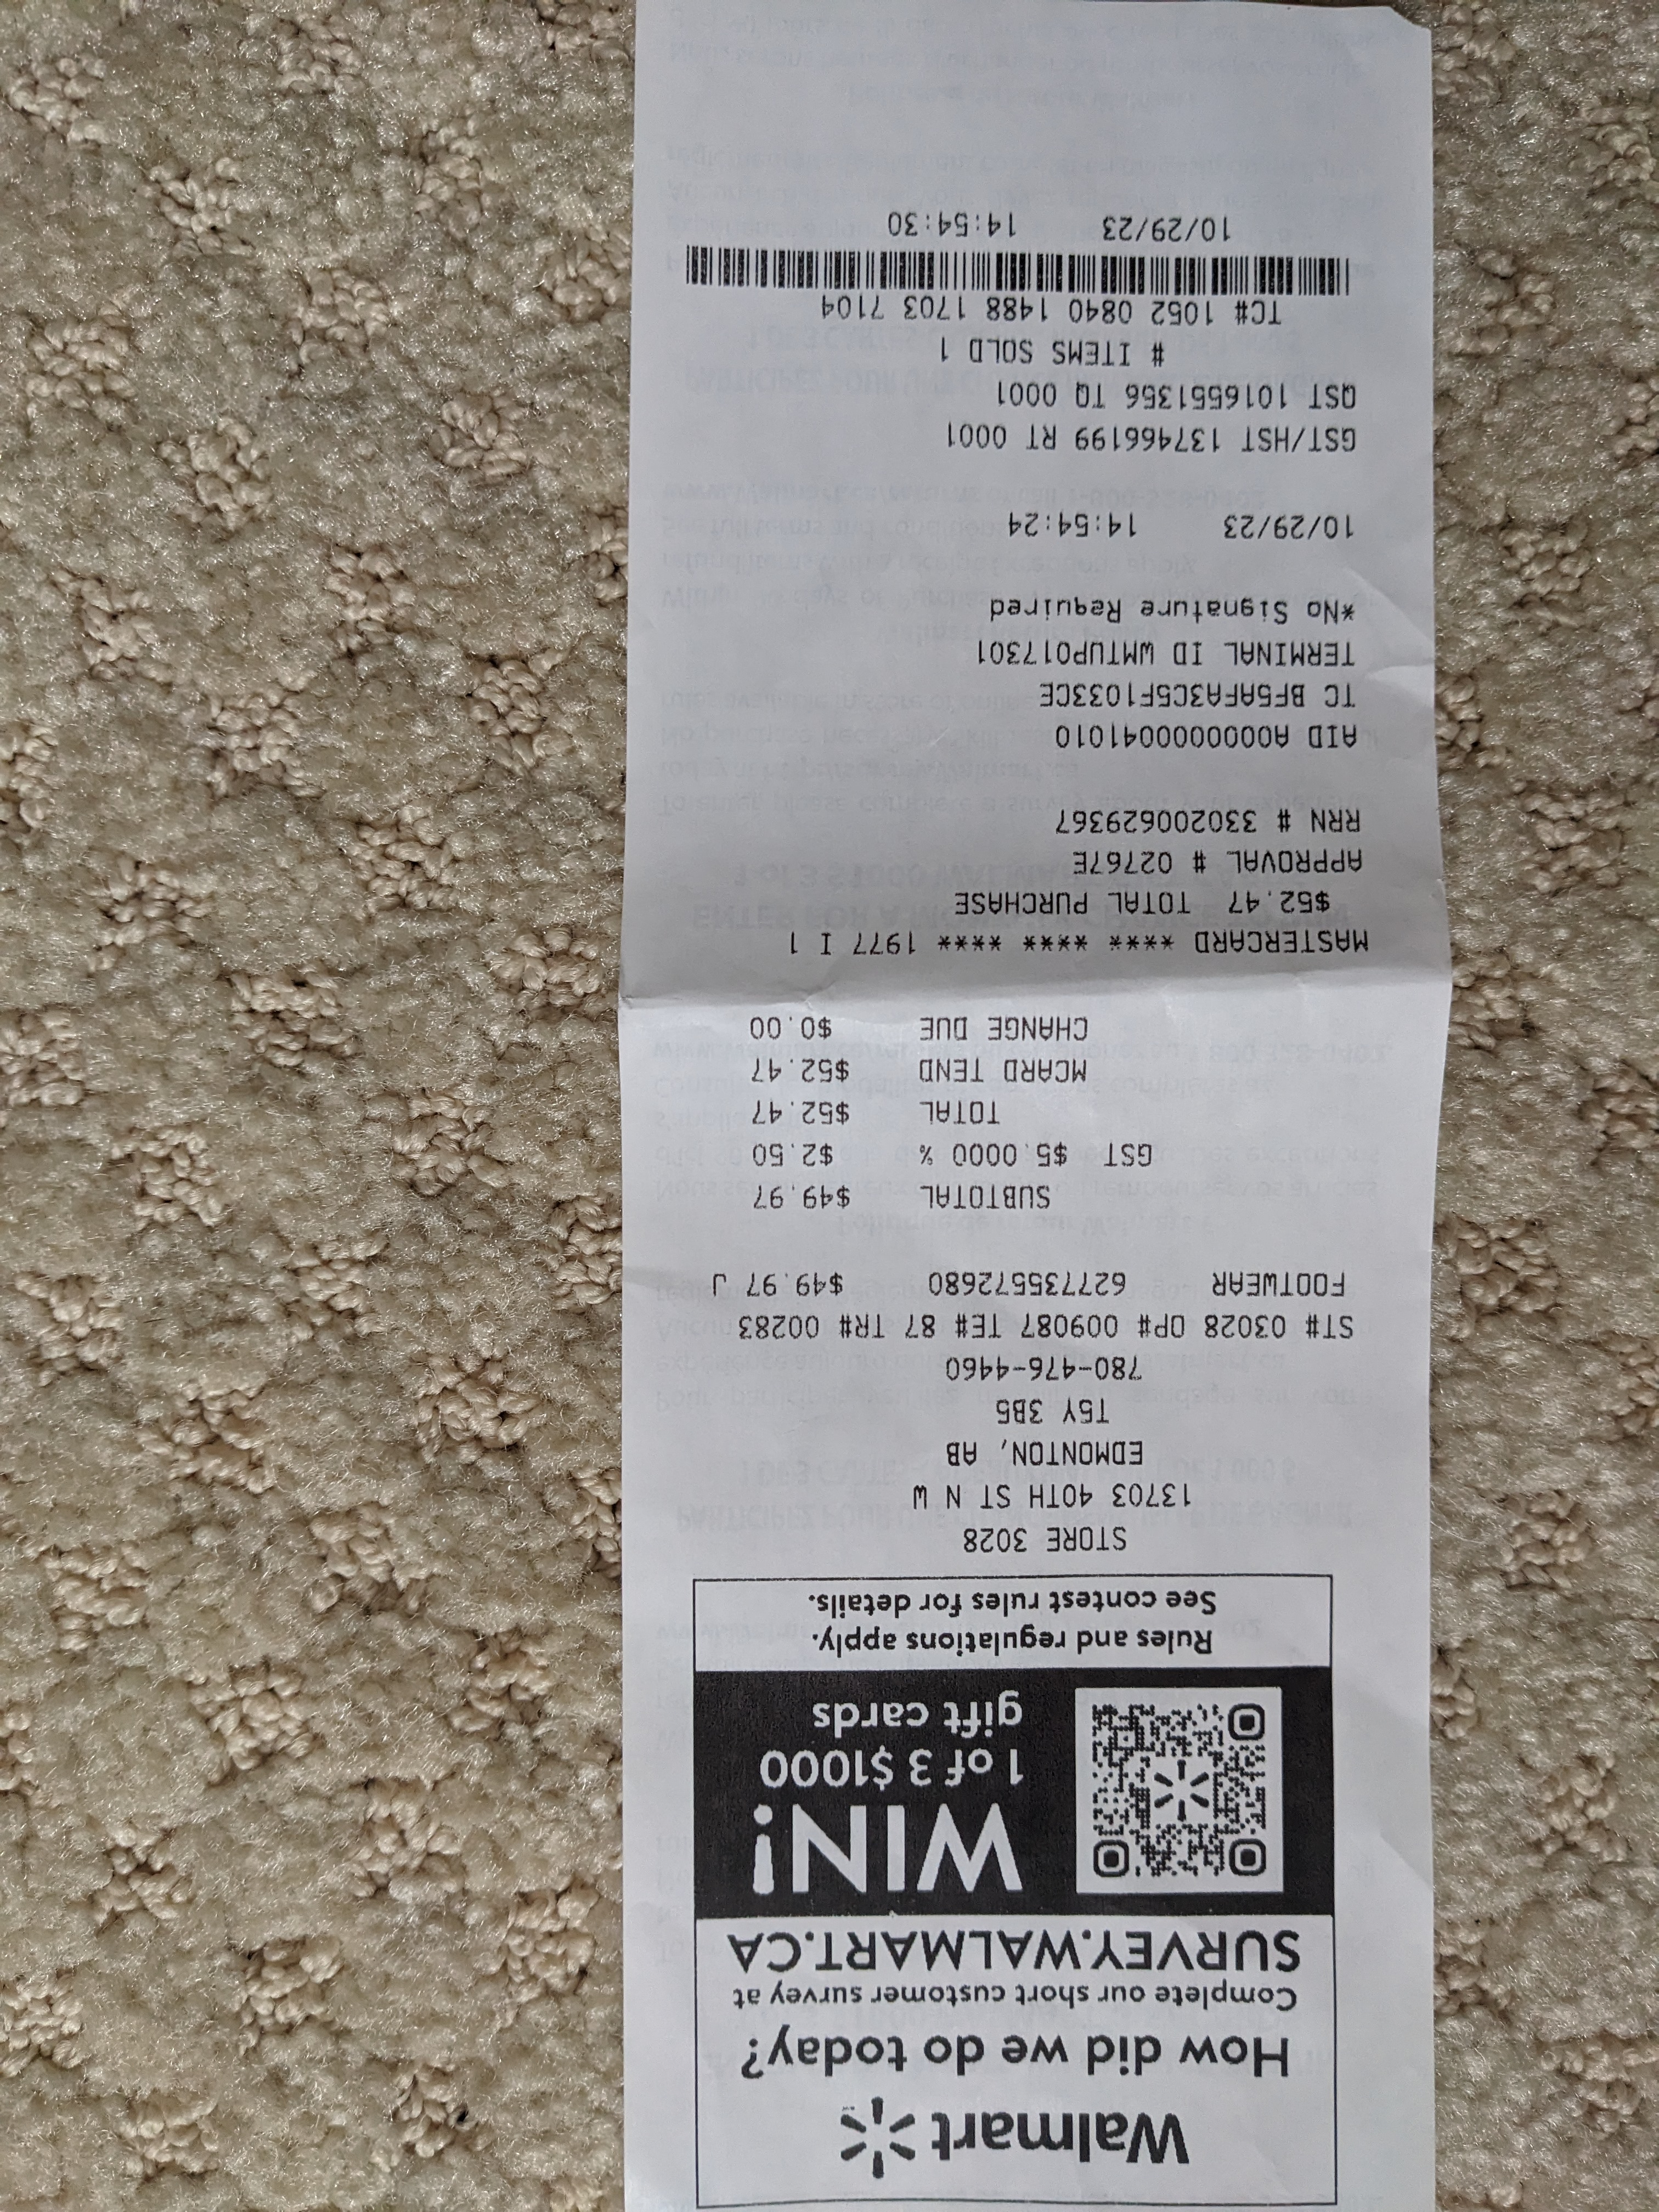 Walmart
How did we do today?
Complete our short customer survey at
SURVEY.WALMART.CA
WIN!
1 of 3 $1000
gift cards
Rules and regulations apply.
See contest rules for details.
STORE 3028
13703 40TH ST N W
EDMONTON, AB
T5Y 3B5
780-476-4460
ST# 03028 OP# 009087 TE# 87 TR# 00283
FOOTWEAR 627735572680 $49.97 J
SUBTOTAL $49.97
GST $5.0000 % $2.50
TOTAL $52.47
MCARD TEND $52.47
CHANGE DUE $0.00
MASTERCARD **** **** **** 1977 I 1
$52.47 TOTAL PURCHASE
APPROVAL # 02767E
RRN # 330200629367
AID A0000000041010
TC BF5AFA3C5F1033CE
TERMINAL ID WMTUP017301
*No Signature Required
10/29/23 14:54:24
GST/HST 137466199 RT 0001
QST 1016551356 TQ 0001
# ITEMS SOLD 1
TC# 1052 0840 1488 1703 7104
10/29/23 14:54:30